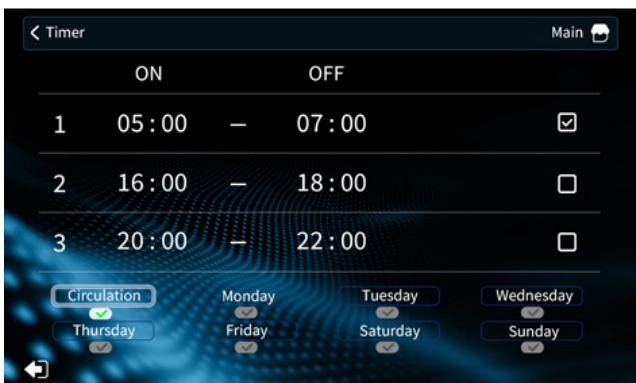 Timer Main
ON OFF
1 05:00 — 07:00
2 16:00 — 18:00
3 20:00 — 22:00
Circulation Monday Tuesday Wednesday
Thursday Friday Saturday Sunday